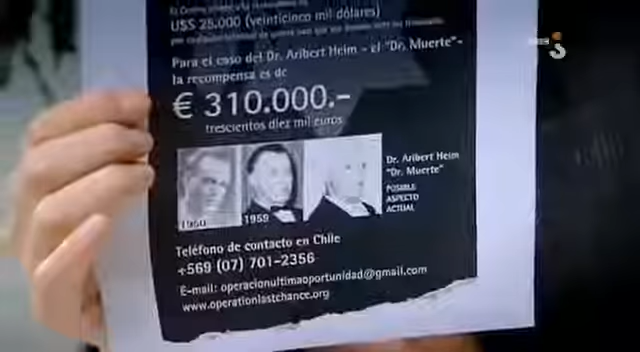 U$S 25.000 (veinticinco mil dólares)
Para el caso del Dr. Aribert Heim - el "Dr. Muerte"-
la recompensa es de
€ 310.000.-
trescientos diez mil euros
1950
1959
Dr. Aribert Heim
"Dr. Muerte"
POSIBLE
ASPECTO
ACTUAL
Teléfono de contacto en Chile
+569 (07) 701-2356
E-mail: operacionultimaoportunidad@gmail.com
www.operationlastchance.org